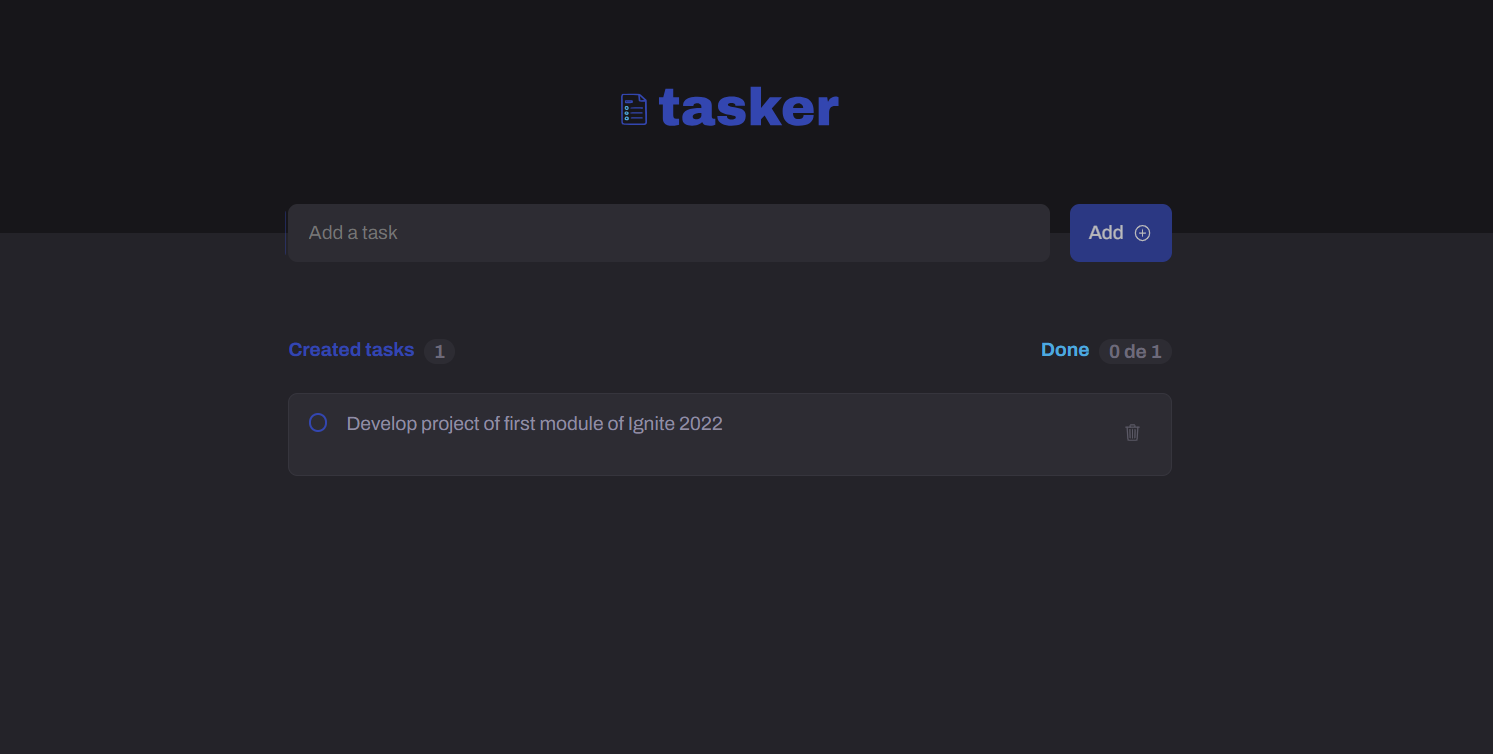 tasker
Add a task
Add
Created tasks 1
Done 0 de 1
Develop project of first module of Ignite 2022